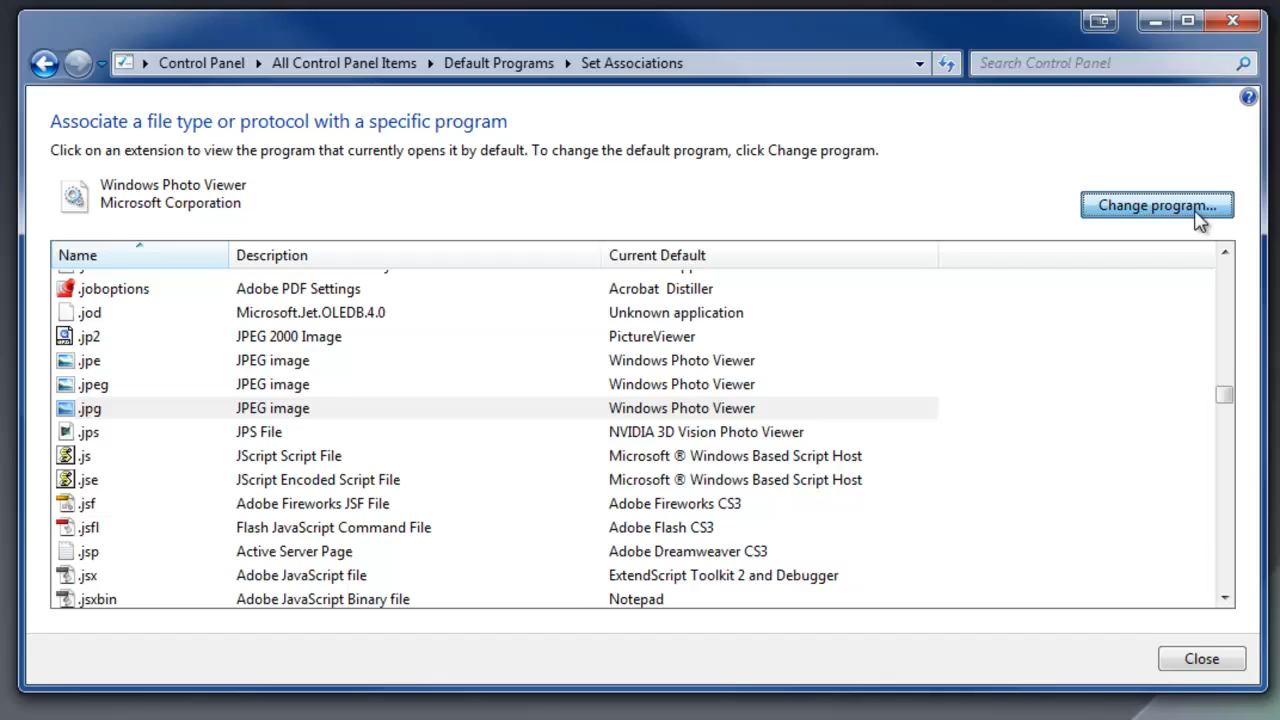 Control Panel All Control Panel Items Default Programs Set Associations
Search Control Panel
Associate a file type or protocol with a specific program
Click on an extension to view the program that currently opens it by default. To change the default program, click Change program.
Windows Photo Viewer
Microsoft Corporation
Change program...
Name Description Current Default
.joboptions Adobe PDF Settings Acrobat Distiller
.jod Microsoft.Jet.OLEDB.4.0 Unknown application
.jp2 JPEG 2000 Image PictureViewer
.jpe JPEG image Windows Photo Viewer
.jpeg JPEG image Windows Photo Viewer
.jpg JPEG image Windows Photo Viewer
.jps JPS File NVIDIA 3D Vision Photo Viewer
.js JScript Script File Microsoft ® Windows Based Script Host
.jse JScript Encoded Script File Microsoft ® Windows Based Script Host
.jsf Adobe Fireworks JSF File Adobe Fireworks CS3
.jsfl Flash JavaScript Command File Adobe Flash CS3
.jsp Active Server Page Adobe Dreamweaver CS3
.jsx Adobe JavaScript file ExtendScript Toolkit 2 and Debugger
.jsxbin Adobe JavaScript Binary file Notepad
Close